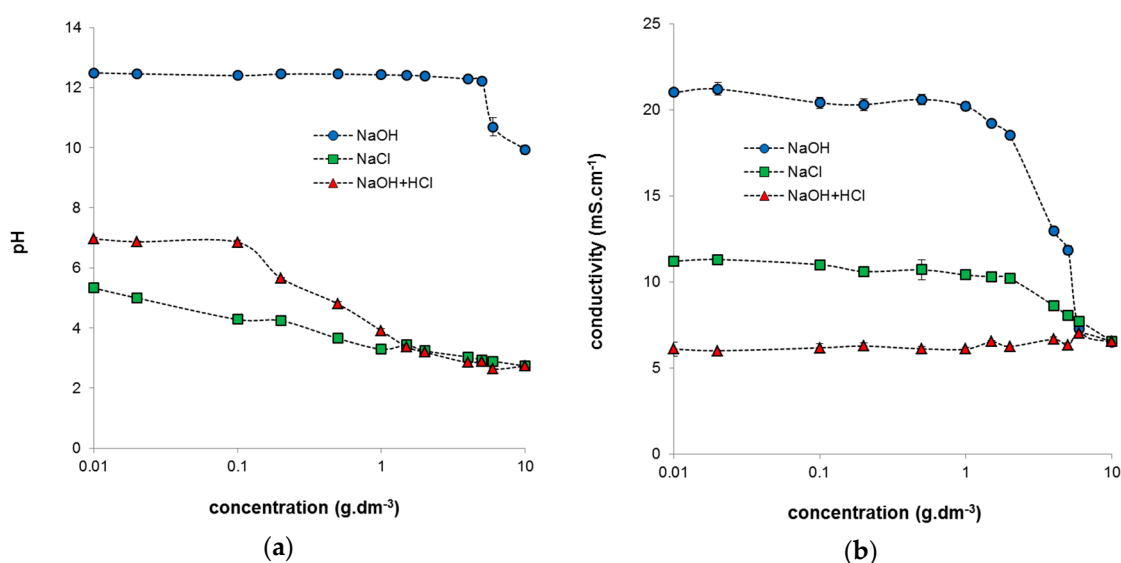 14
12
10
8
6
4
2
0
pH
NaOH
NaCl
NaOH+HCl
0.01
0.1
1
10
concentration (g.dm-3)
(a)
25
20
15
10
5
0
conductivity (mS.cm-1)
NaOH
NaCl
NaOH+HCl
0.01
0.1
1
10
concentration (g.dm-3)
(b)